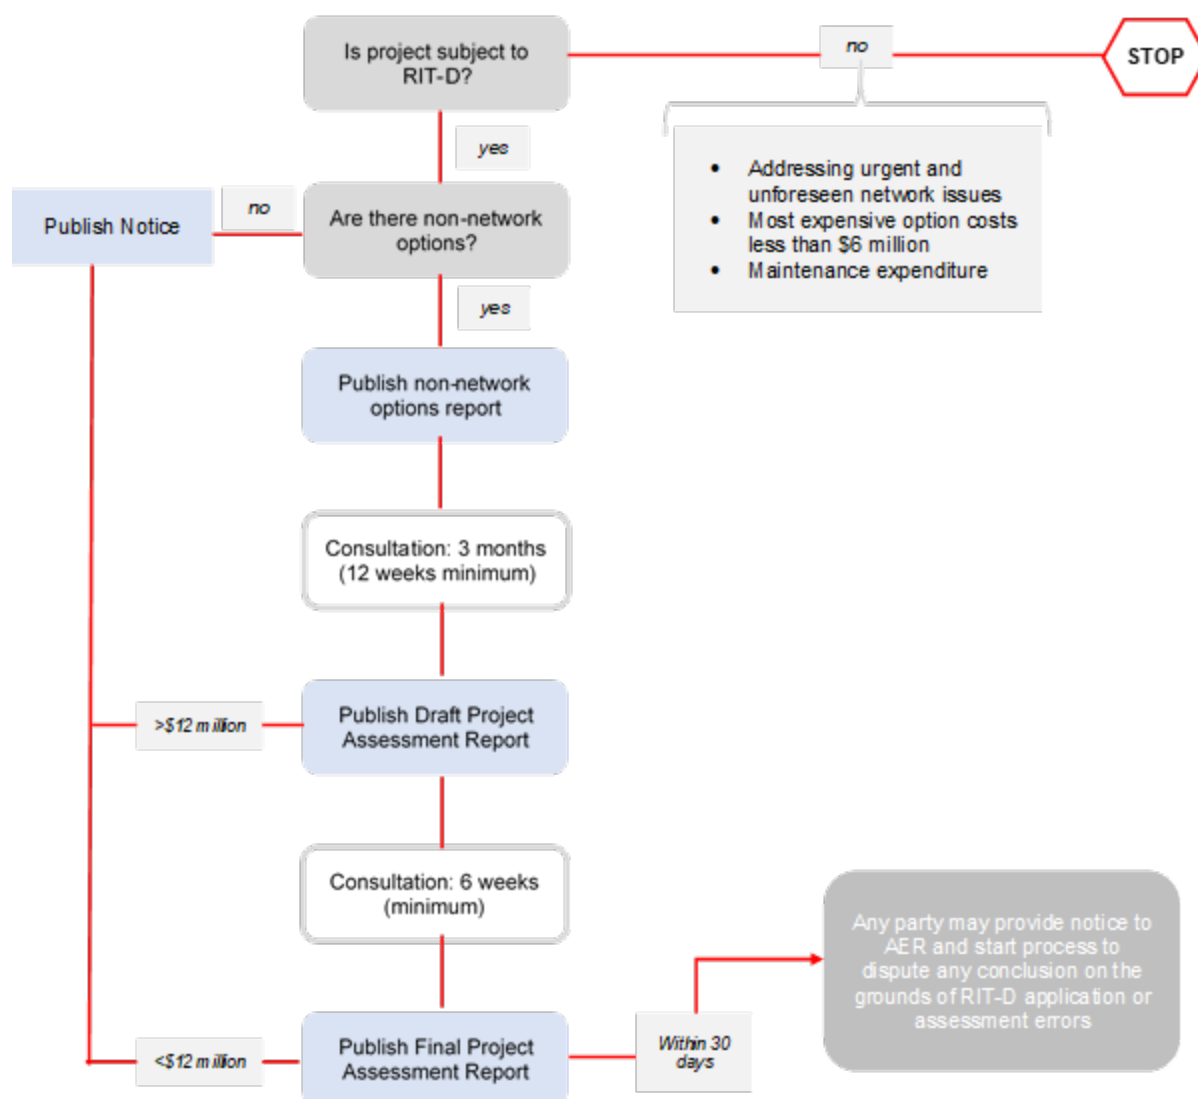 Is project subject to
RIT-D?
no
STOP
yes
• Addressing urgent and
unforeseen network issues
• Most expensive option costs
less than $6 million
• Maintenance expenditure
Publish Notice
no
Are there non-network
options?
yes
Publish non-network
options report
Consultation: 3 months
(12 weeks minimum)
>$12 million
Publish Draft Project
Assessment Report
Consultation: 6 weeks
(minimum)
Any party may provide notice to
AER and start process to
dispute any conclusion on the
grounds of RIT-D application or
assessment errors
<$12 million
Publish Final Project
Assessment Report
Within 30
days